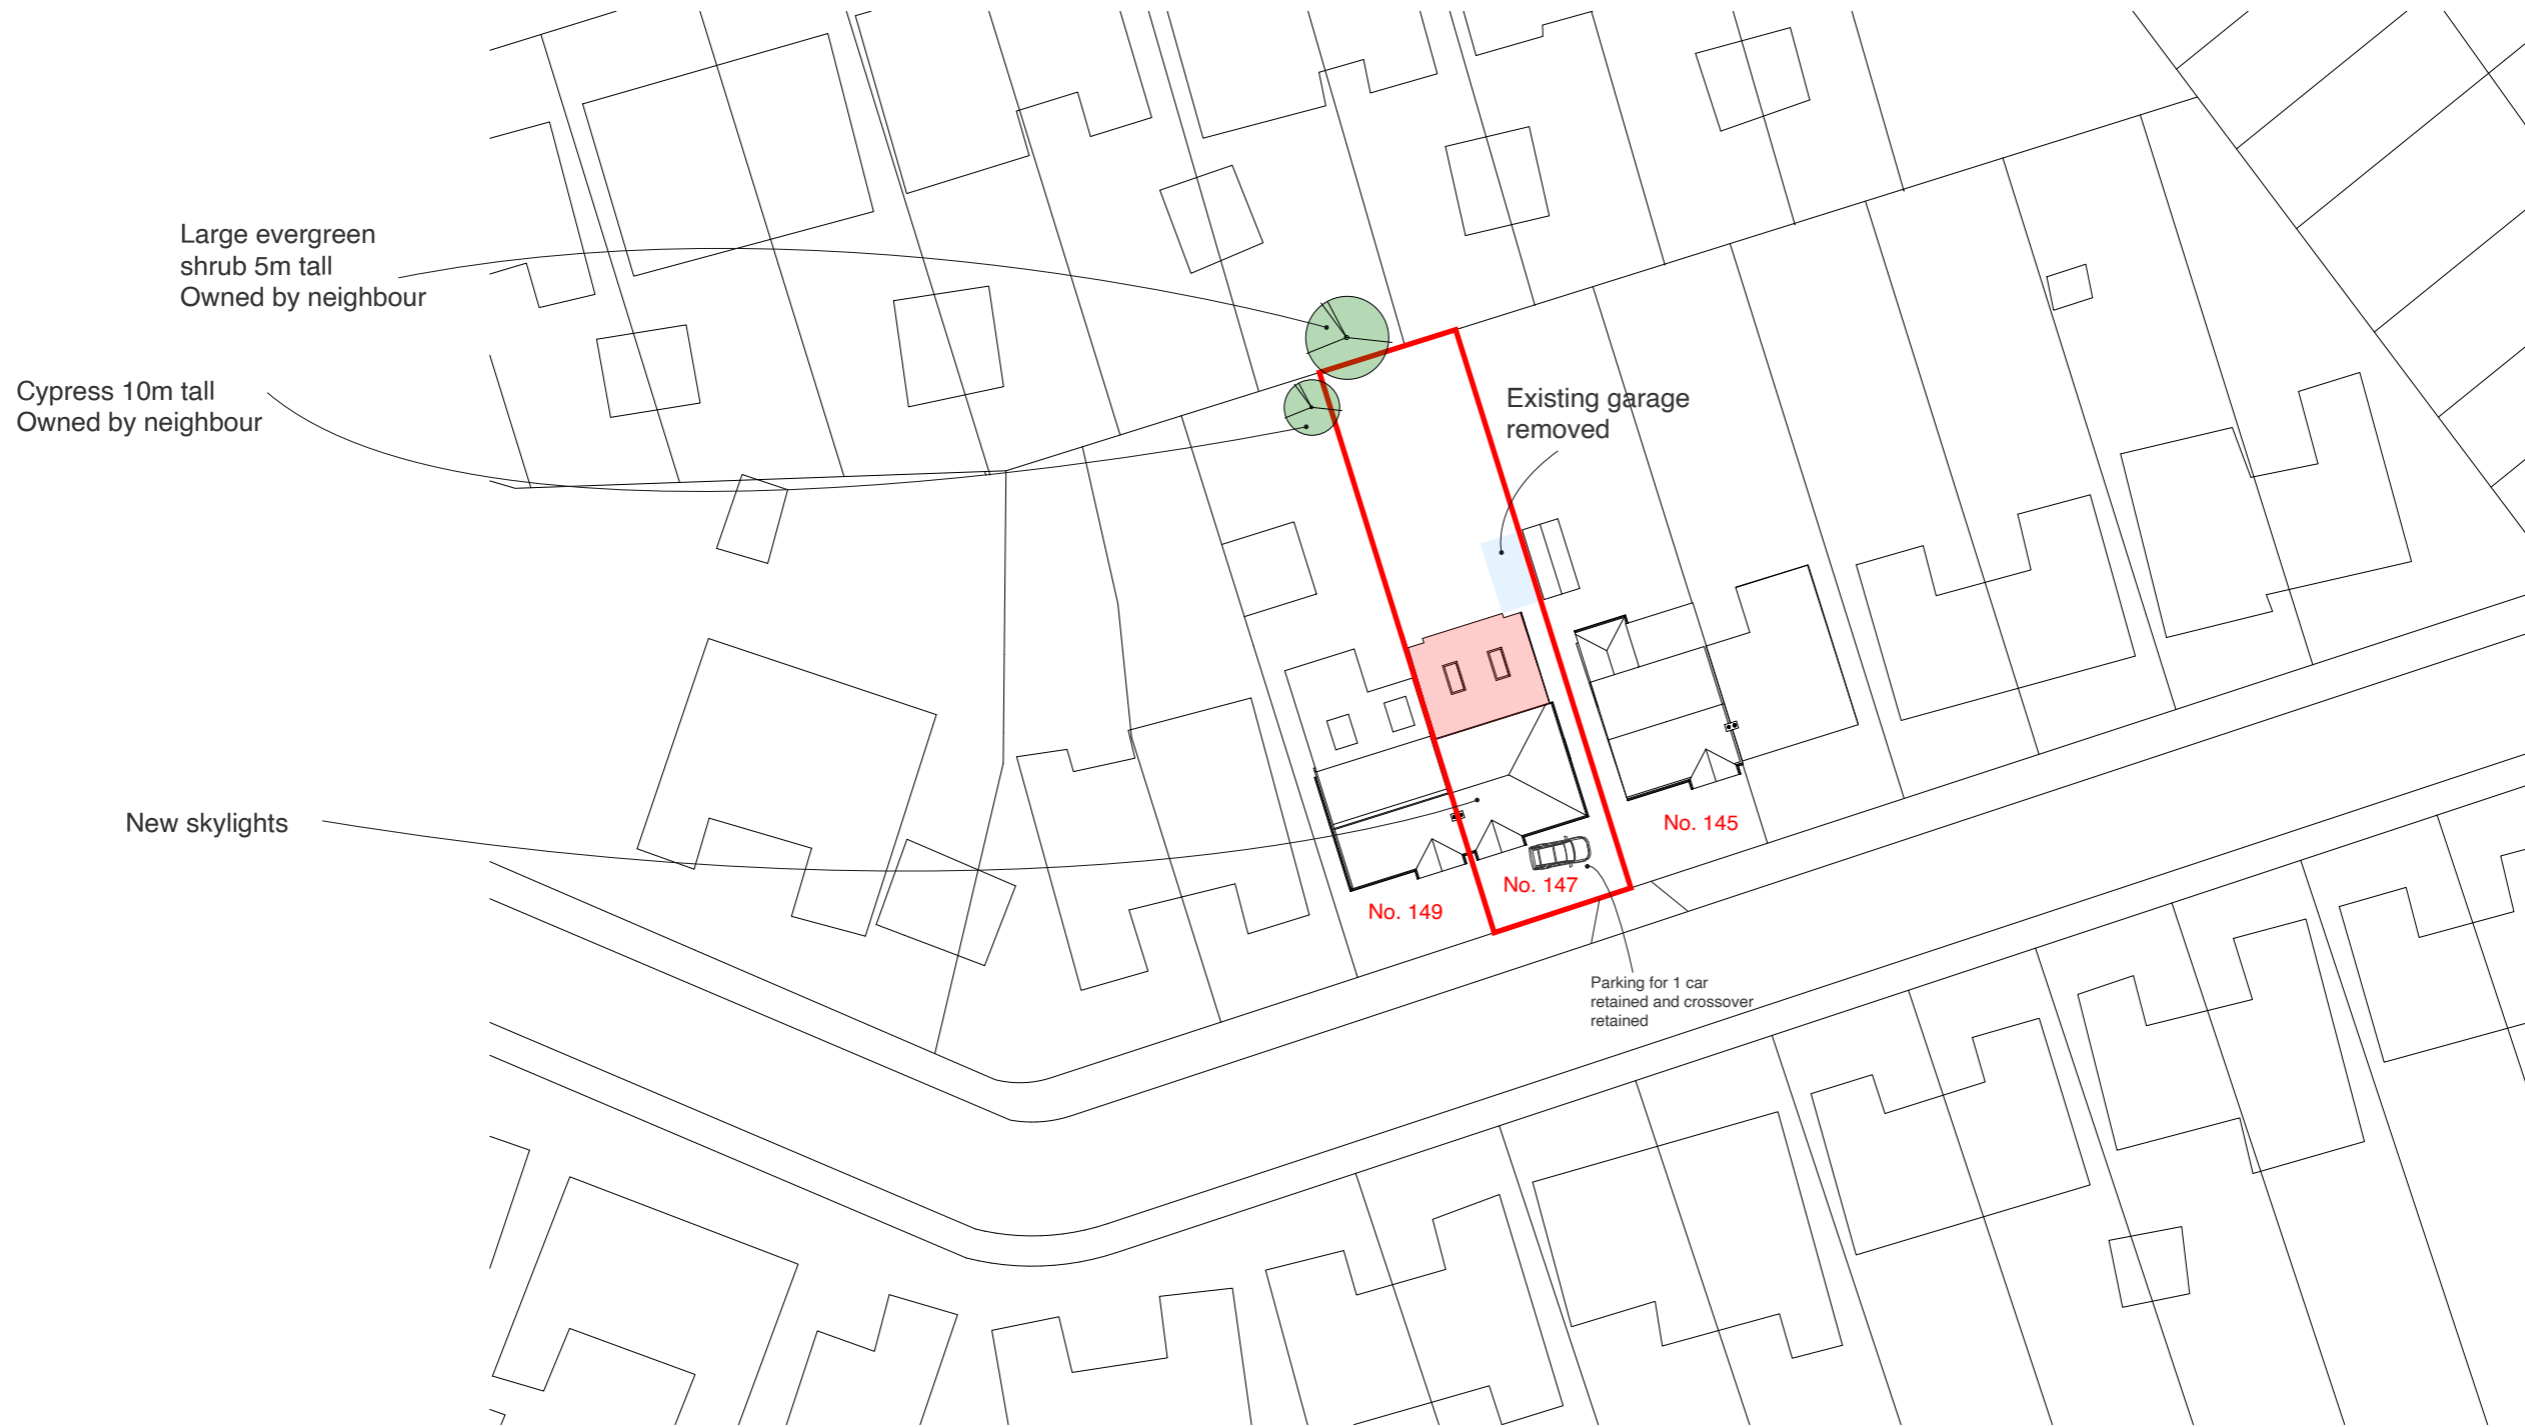 Large evergreen
shrub 5m tall
Owned by neighbour
Cypress 10m tall
Owned by neighbour
Existing garage
removed
New skylights
No. 145
No. 147
No. 149
Parking for 1 car
retained and crossover
retained